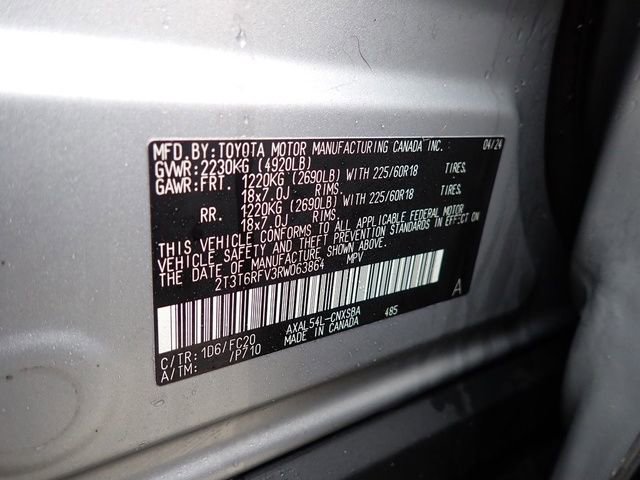 MFD. BY: TOYOTA MOTOR MANUFACTURING CANADA INC. 04/24
GVWR: 2230KG (4920LB)
GAWR: FRT. 1220KG (2690LB) WITH 225/60R18 TIRES.
18x7.0J RIMS.
RR. 1220KG (2690LB) WITH 225/60R18 TIRES.
18x7.0J RIMS.
THIS VEHICLE CONFORMS TO ALL APPLICABLE FEDERAL MOTOR
VEHICLE SAFETY AND THEFT PREVENTION STANDARDS IN EFFECT ON
THE DATE OF MANUFACTURE SHOWN ABOVE.
2T3T6RFV3RW063864 MPV
A
C/TR: 1D6/FC20 AXAL54L-CNXSBA 485
A/TM: /P710 MADE IN CANADA